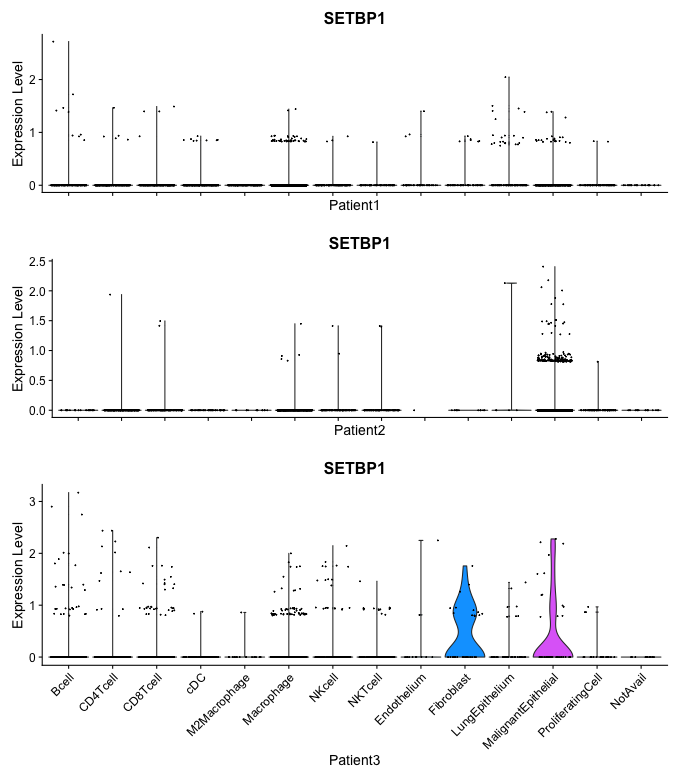 SETBP1
Expression Level
2
1
0
Patient1
SETBP1
Expression Level
2.5
2.0
1.5
1.0
0.5
0.0
Patient2
SETBP1
Expression Level
3
2
1
0
Bcell
CD4Tcell
CD8Tcell
cDC
M2Macrophage
Macrophage
NKcell
NKTcell
Endothelium
Fibroblast
LungEpithelium
MalignantEpithelial
ProliferatingCell
NotAvail
Patient3